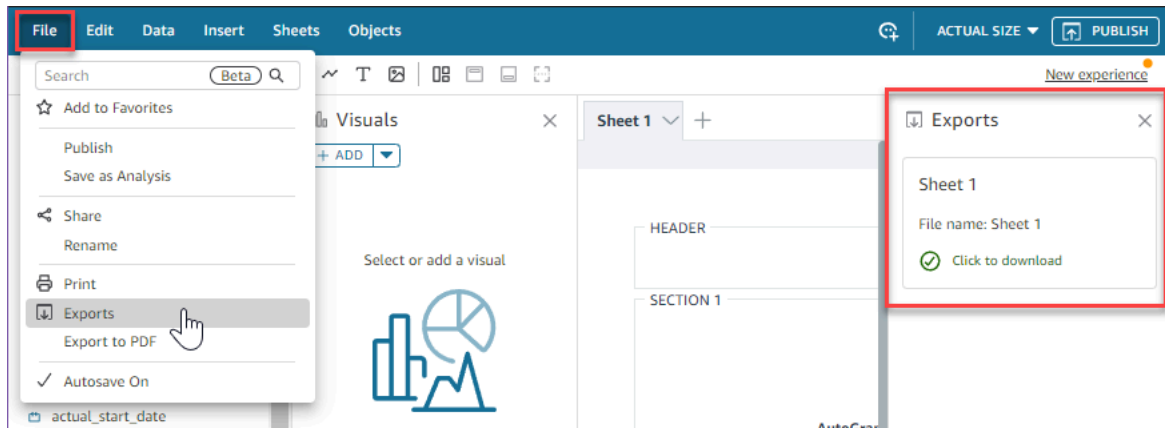 File Edit Data Insert Sheets Objects ACTUAL SIZE PUBLISH
Search Beta
New experience
Add to Favorites
Publish
Save as Analysis
Share
Rename
Print
Exports
Export to PDF
Autosave On
actual_start_date
Visuals
+ ADD
Select or add a visual
Sheet 1
HEADER
SECTION 1
Exports
Sheet 1
File name: Sheet 1
Click to download